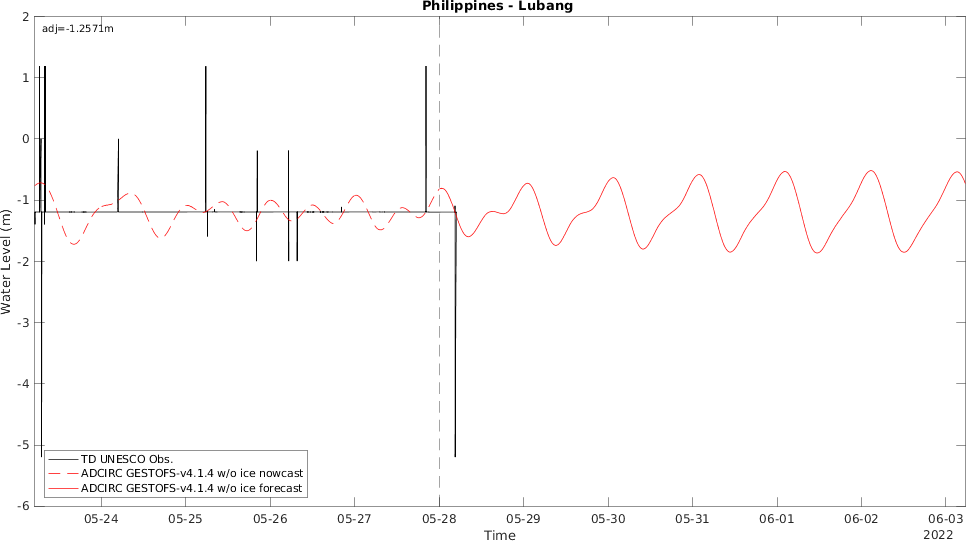 Philippines - Lubang
adj=-1.2571m
2
1
0
-1
-2
-3
-4
-5
-6
Water Level (m)
TD UNESCO Obs.
ADCIRC GESTOFS-v4.1.4 w/o ice nowcast
ADCIRC GESTOFS-v4.1.4 w/o ice forecast
05-24 05-25 05-26 05-27 05-28 05-29 05-30 05-31 06-01 06-02 06-03
Time
2022